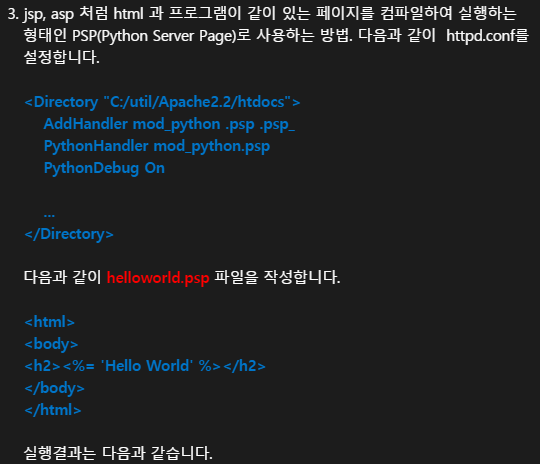 3. jsp, asp 처럼 html 과 프로그램이 같이 있는 페이지를 컴파일하여 실행하는
형태인 PSP(Python Server Page)로 사용하는 방법. 다음과 같이  httpd.conf를
설정합니다.
<Directory "C:/util/Apache2.2/htdocs">
AddHandler mod_python .psp .psp_
PythonHandler mod_python.psp
PythonDebug On
...
</Directory>
다음과 같이 helloworld.psp 파일을 작성합니다.
<html>
<body>
<h2><%= 'Hello World' %></h2>
</body>
</html>
실행결과는 다음과 같습니다.